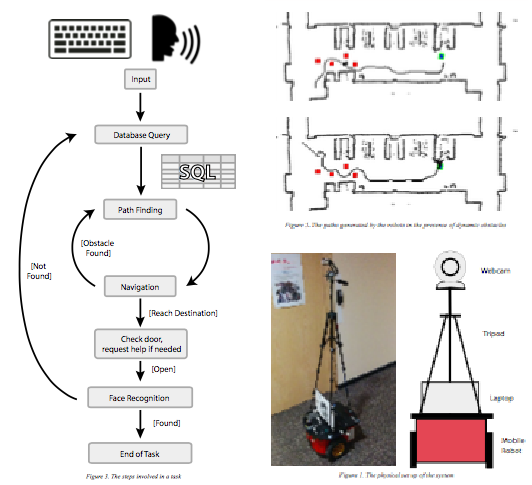 Input
Database Query
SQL
Path Finding
[Obstacle
Found]
[Not
Found]
Navigation
[Reach Destination]
Check door,
request help if needed
[Open]
Face Recognition
[Found]
End of Task
Figure 3. The steps involved in a task
The paths generated by the robots in the presence of dynamic obstacles
Webcam
Tripod
Laptop
Mobile
Robot
Figure 1. The physical set up of the system